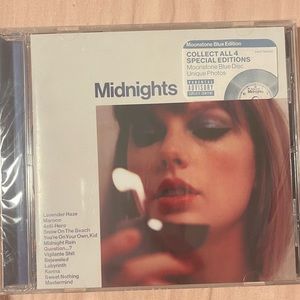 Moonstone Blue Edition
COLLECT ALL 4
SPECIAL EDITIONS
Moonstone Blue Disc
Unique Photos
PARENTAL
ADVISORY
EXPLICIT CONTENT
Midnights
Lavender Haze
Maroon
Anti-Hero
Snow On The Beach
You're On Your Own, Kid
Midnight Rain
Question...?
Vigilante Shit
Bejeweled
Labyrinth
Karma
Sweet Nothing
Mastermind